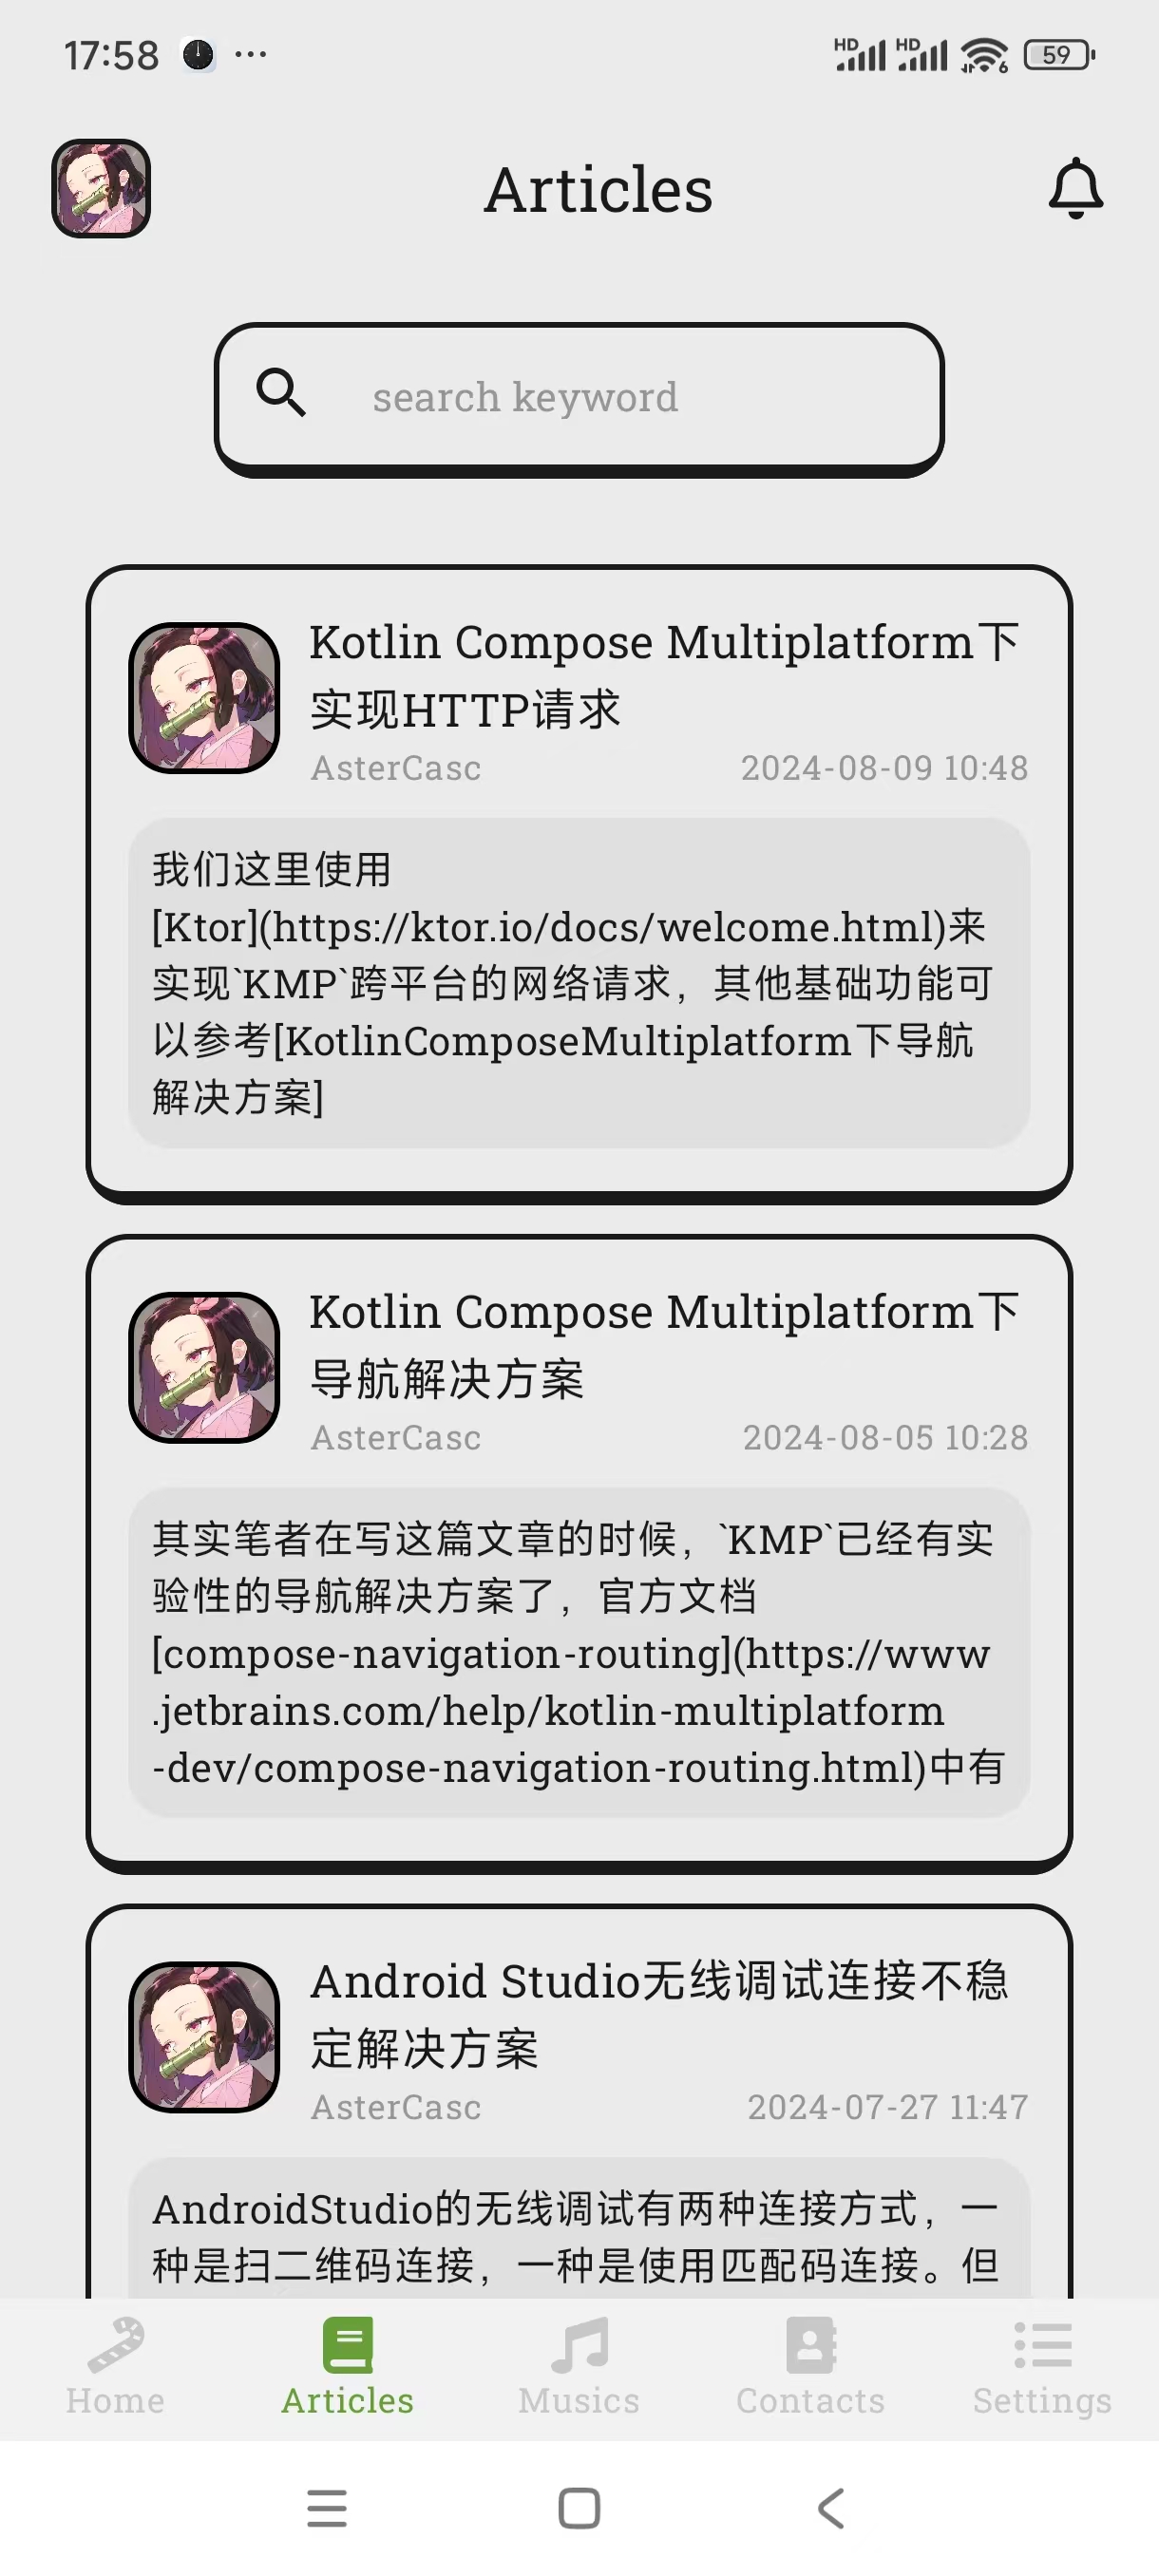 17:58
HD HD 6 59
Articles
search keyword
Kotlin Compose Multiplatform下
实现HTTP请求
AsterCasc 2024-08-09 10:48
我们这里使用
[Ktor](https://ktor.io/docs/welcome.html)来
实现`KMP`跨平台的网络请求，其他基础功能可
以参考[KotlinComposeMultiplatform下导航
解决方案]
Kotlin Compose Multiplatform下
导航解决方案
AsterCasc 2024-08-05 10:28
其实笔者在写这篇文章的时候，`KMP`已经有实
验性的导航解决方案了，官方文档
[compose-navigation-routing](https://www
.jetbrains.com/help/kotlin-multiplatform
-dev/compose-navigation-routing.html)中有
Android Studio无线调试连接不稳
定解决方案
AsterCasc 2024-07-27 11:47
AndroidStudio的无线调试有两种连接方式，一
种是扫二维码连接，一种是使用匹配码连接。但
Home Articles Musics Contacts Settings